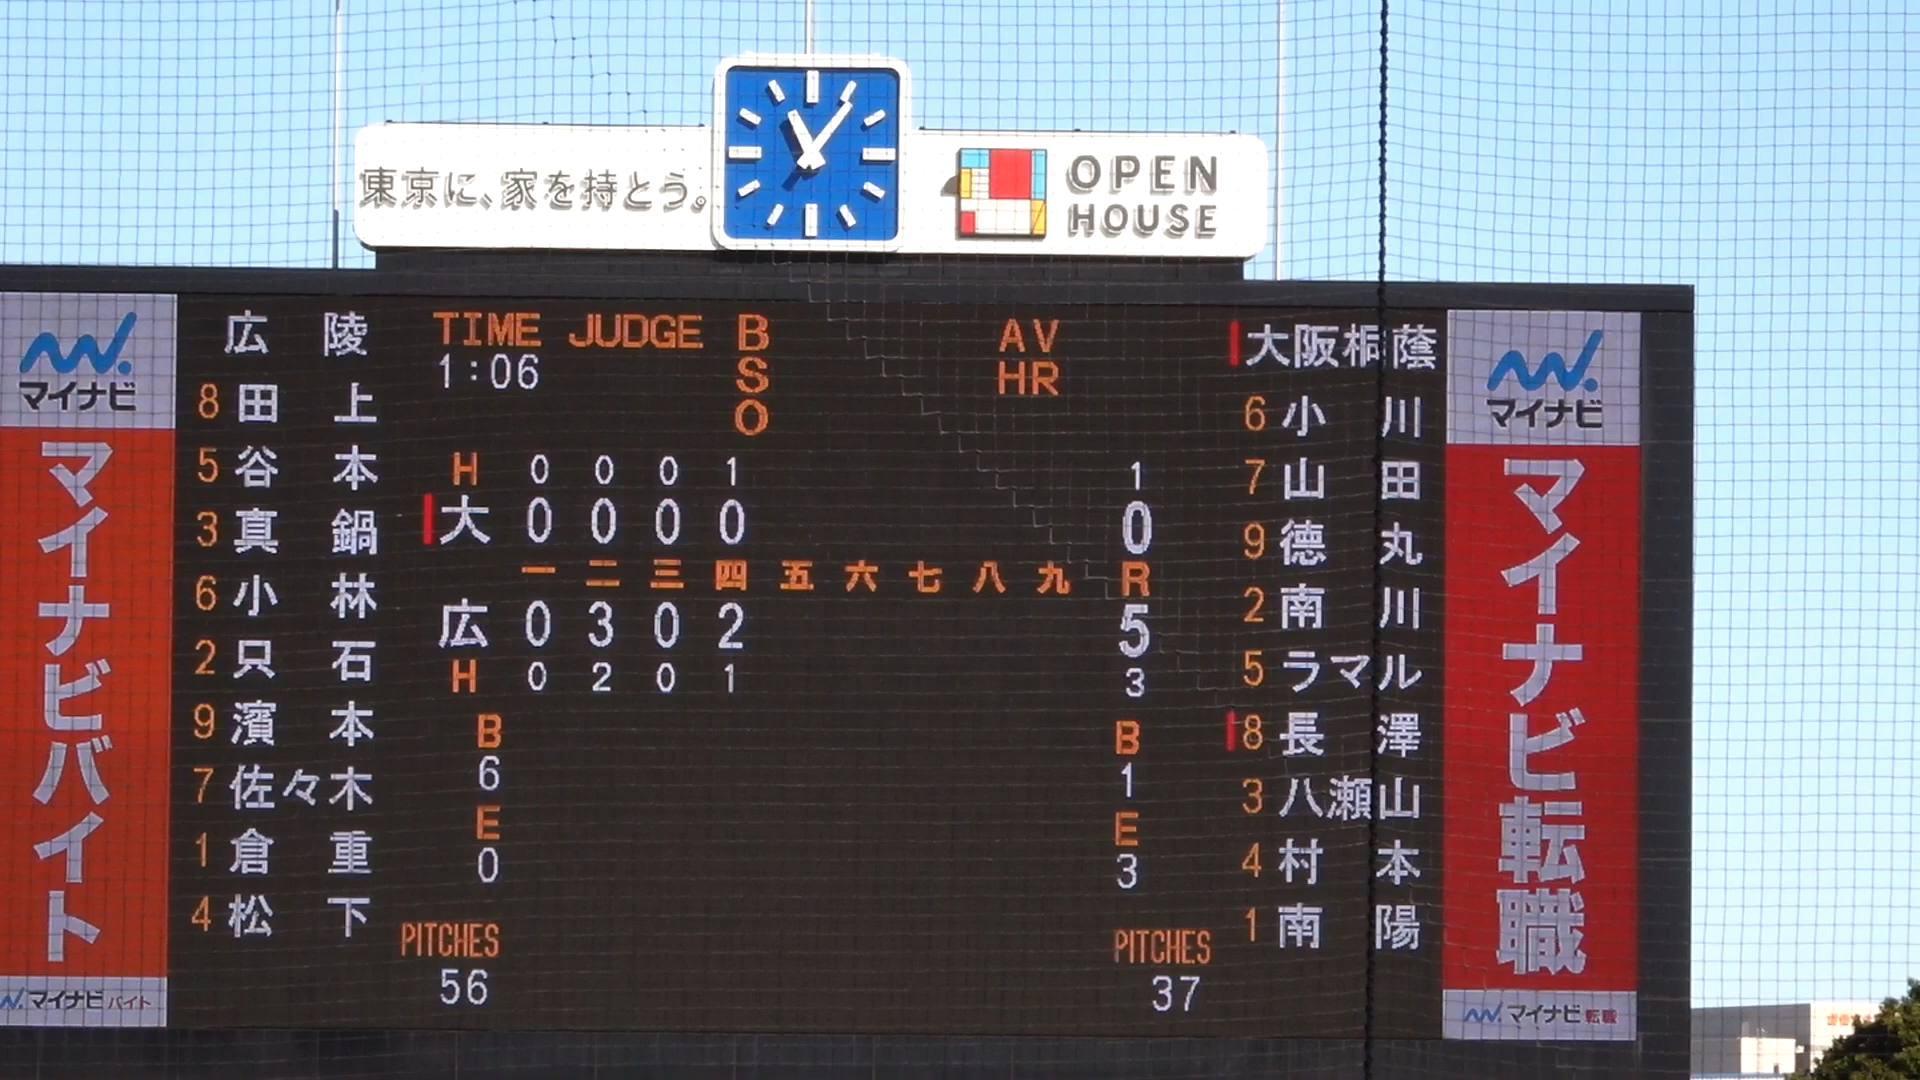 東京に、家を持とう。
OPEN
HOUSE
マイナビ
マイナビバイト
マイナビバイト
広 陵
8 田 上
5 谷 本
3 真 鍋
6 小 林
2 只 石
9 濱 本
7 佐々木
1 倉 重
4 松 下
TIME JUDGE
1:06
B
S
O
AV
HR
H 0 0 0 1 1
大 0 0 0 0 0
一 二 三 四 五 六 七 八 九 R
広 0 3 0 2 5
H 0 2 0 1 3
B
6
E
0
PITCHES
56
B
1
E
3
PITCHES
37
大阪桐蔭
6 小 川
7 山 田
9 徳 丸
2 南 川
5 ラマル
8 長 澤
3 八瀬山
4 村 本
1 南 陽
マイナビ
マイナビ転職
マイナビ転職